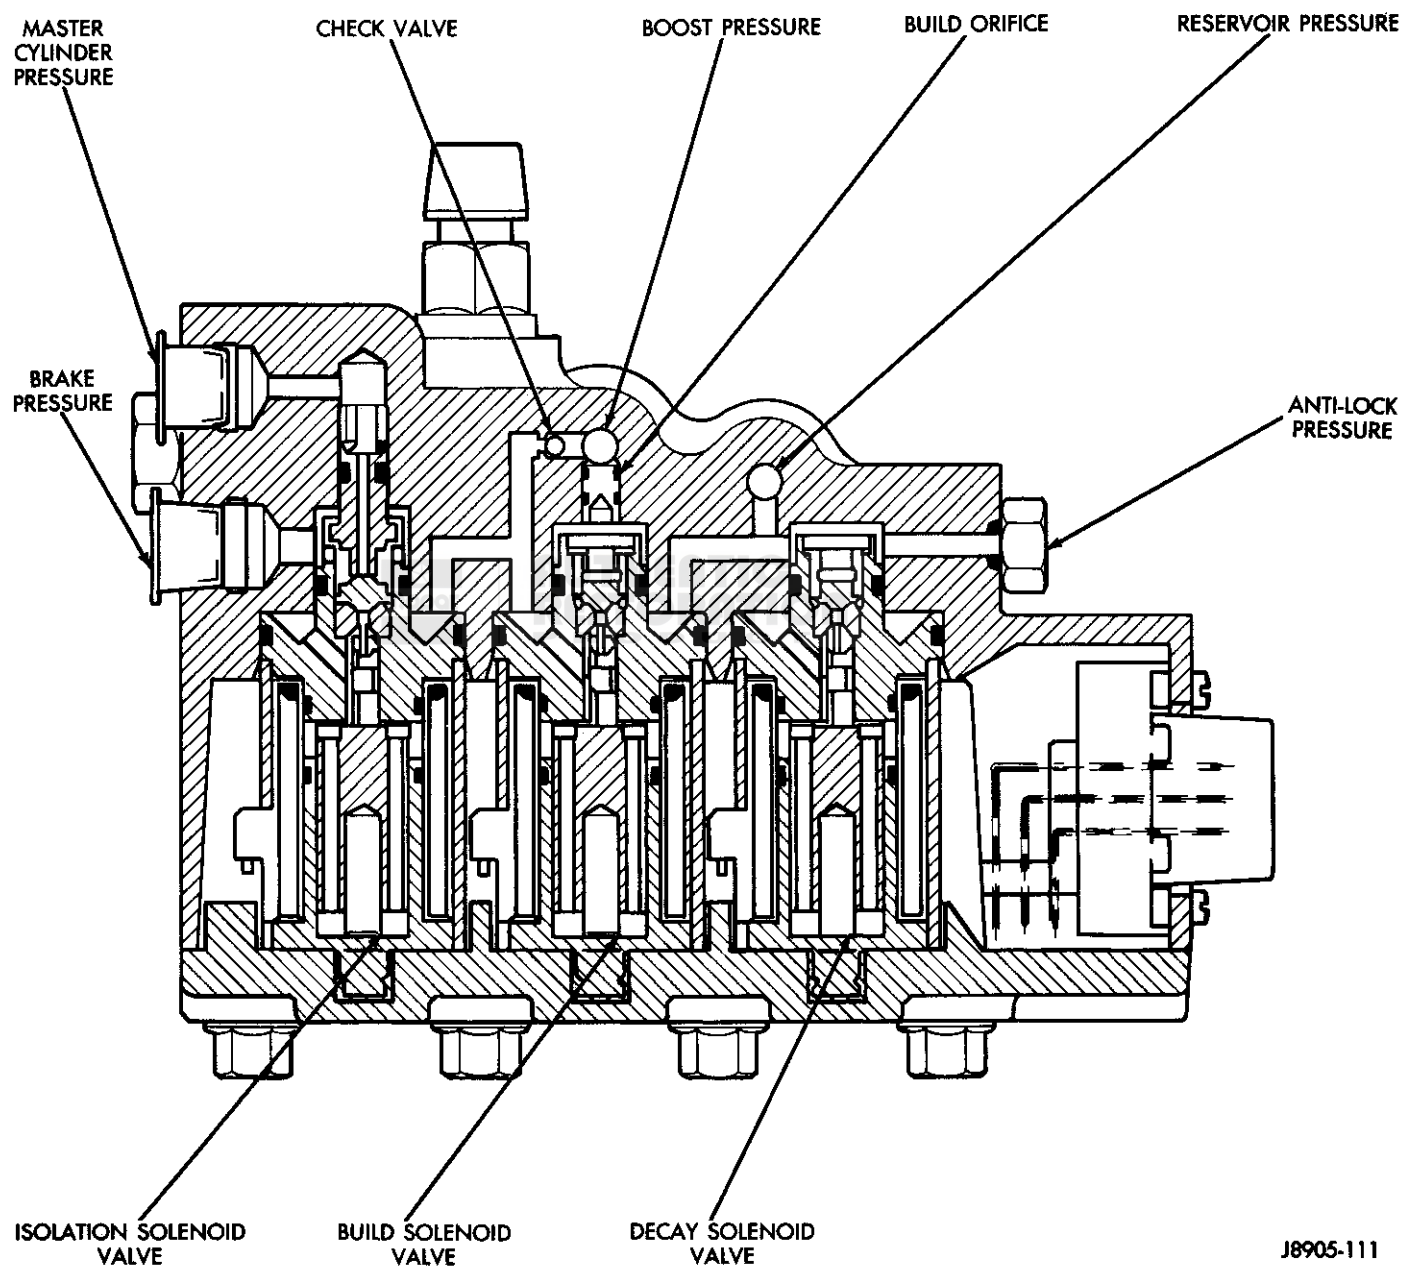 MASTER
CYLINDER
PRESSURE
CHECK VALVE
BOOST PRESSURE
BUILD ORIFICE
RESERVOIR PRESSURE
BRAKE
PRESSURE
ANTI-LOCK
PRESSURE
ISOLATION SOLENOID
VALVE
BUILD SOLENOID
VALVE
DECAY SOLENOID
VALVE
J8905-111